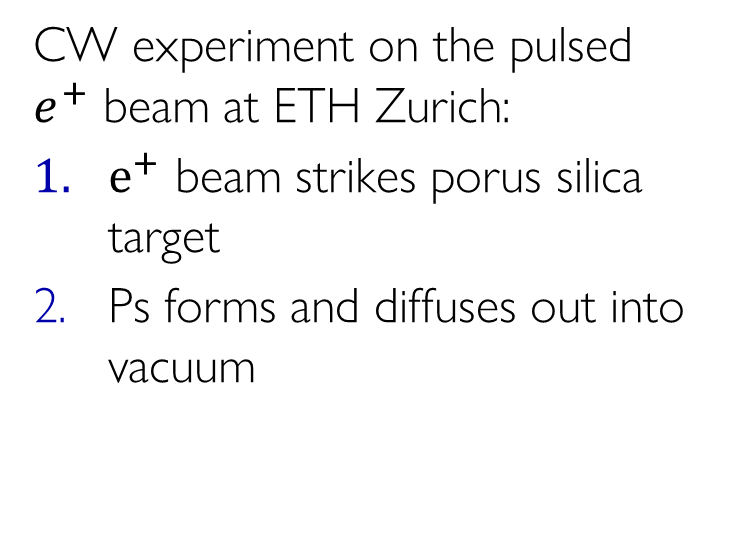 CW experiment on the pulsed
e⁺ beam at ETH Zurich:
1. e⁺ beam strikes porus silica
target
2. Ps forms and diffuses out into
vacuum